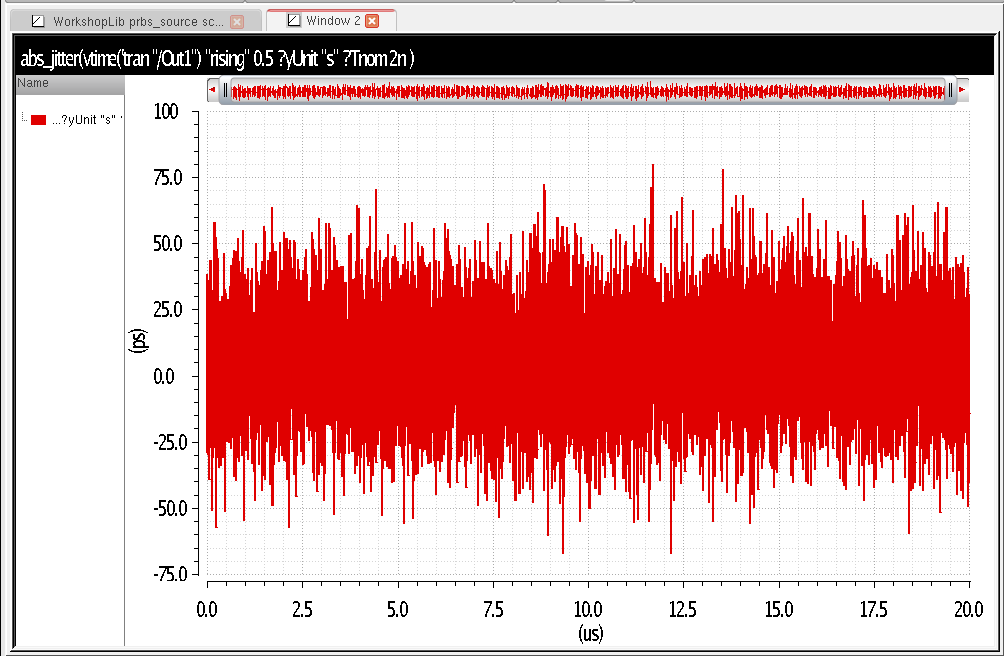 WorkshopLib prbs_source sc... Window 2
abs_jitter(vtime('tran "/Out1") "rising" 0.5 ?yUnit "s" ?Tnom 2n )
Name
...?yUnit "s" '
100
75.0
50.0
25.0
0.0
-25.0
-50.0
-75.0
(ps)
0.0 2.5 5.0 7.5 10.0 12.5 15.0 17.5 20.0
(us)